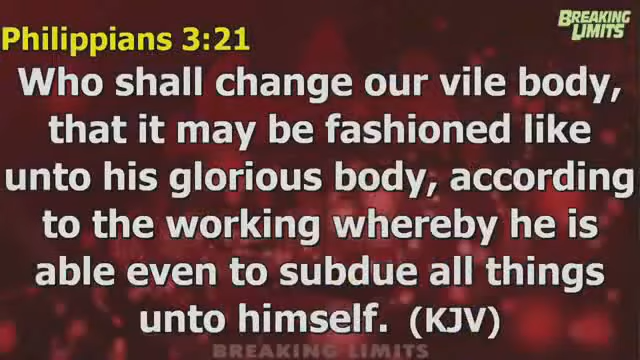 BREAKING
LIMITS
Philippians 3:21
Who shall change our vile body,
that it may be fashioned like
unto his glorious body, according
to the working whereby he is
able even to subdue all things
unto himself. (KJV)
BREAKING LIMITS